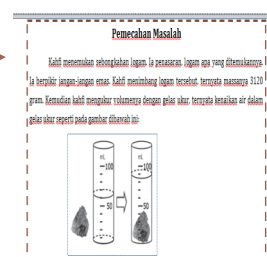 Pemecahan Masalah
Kahfi menemukan sebongkahan logam. Ia penasaran, logam apa yang ditemukannya.
Ia berpikir jangan-jangan emas. Kahfi menimbang logam tersebut, ternyata massanya 3120
gram. Kemudian kahfi mengukur volumenya dengan gelas ukur, ternyata kenaikan air dalam
gelas ukur seperti pada gambar dibawah ini:
mL mL
100 100
50 50